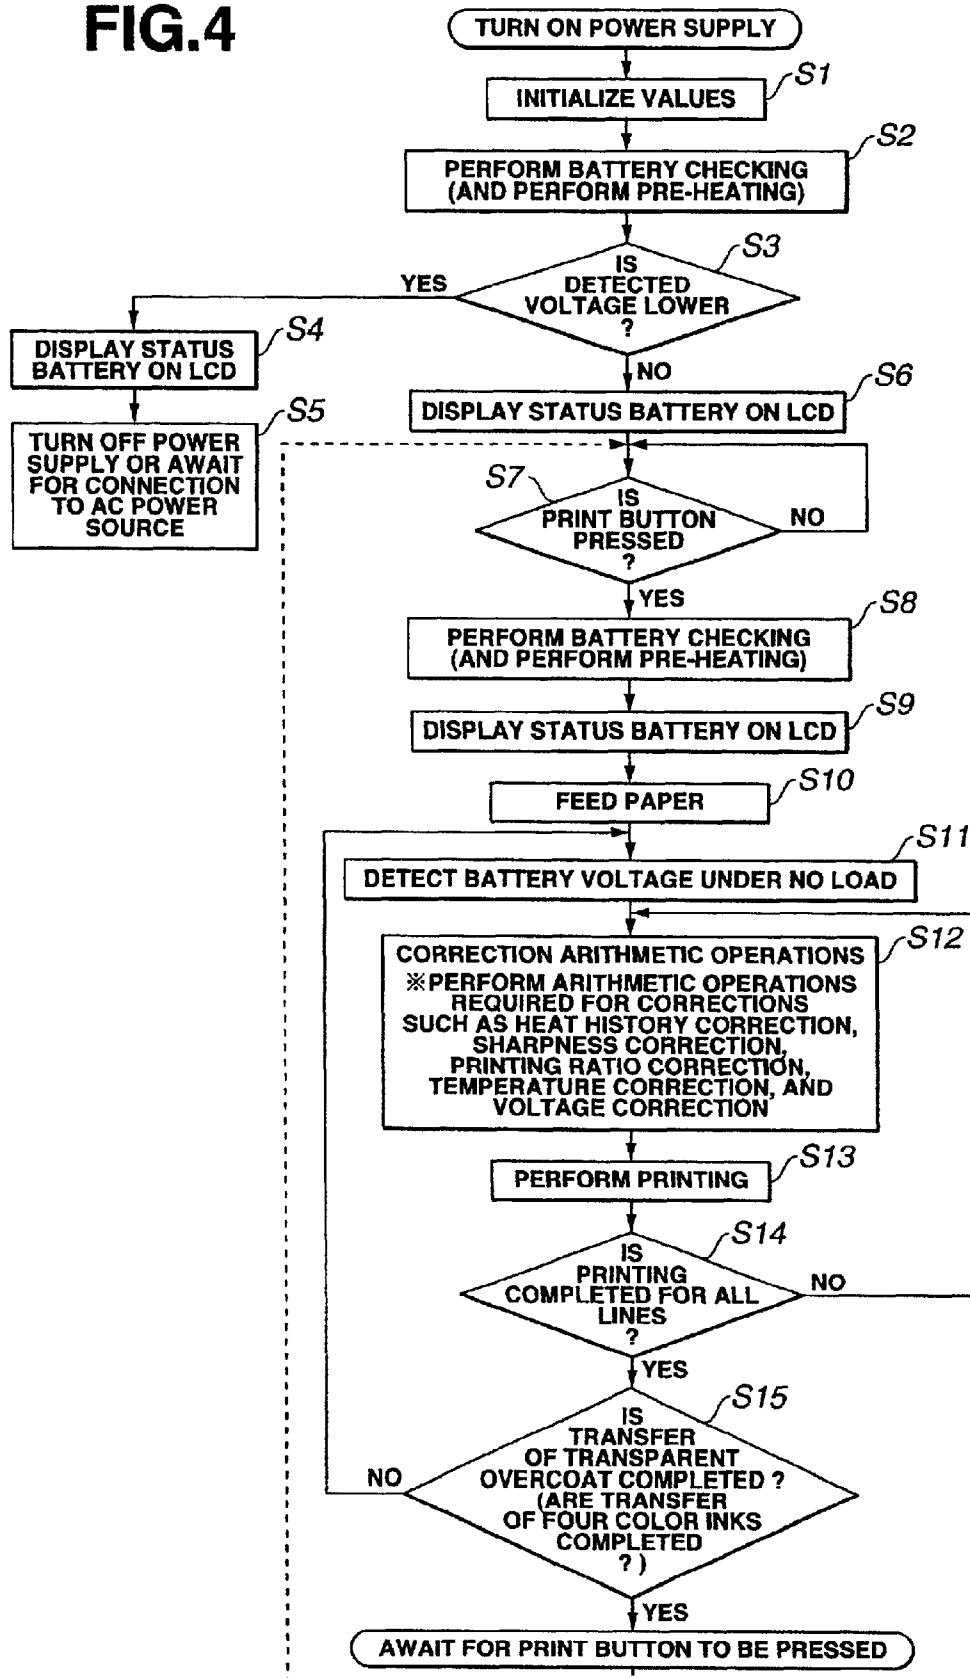 FIG.4
TURN ON POWER SUPPLY
S1
INITIALIZE VALUES
S2
PERFORM BATTERY CHECKING
(AND PERFORM PRE-HEATING)
S3
IS
DETECTED
VOLTAGE LOWER
?
YES
NO
S4
DISPLAY STATUS
BATTERY ON LCD
S5
TURN OFF POWER
SUPPLY OR AWAIT
FOR CONNECTION
TO AC POWER
SOURCE
S6
DISPLAY STATUS BATTERY ON LCD
S7
IS
PRINT BUTTON
PRESSED
?
NO
YES
S8
PERFORM BATTERY CHECKING
(AND PERFORM PRE-HEATING)
S9
DISPLAY STATUS BATTERY ON LCD
S10
FEED PAPER
S11
DETECT BATTERY VOLTAGE UNDER NO LOAD
S12
CORRECTION ARITHMETIC OPERATIONS
※PERFORM ARITHMETIC OPERATIONS
REQUIRED FOR CORRECTIONS
SUCH AS HEAT HISTORY CORRECTION,
SHARPNESS CORRECTION,
PRINTING RATIO CORRECTION,
TEMPERATURE CORRECTION, AND
VOLTAGE CORRECTION
S13
PERFORM PRINTING
S14
IS
PRINTING
COMPLETED FOR ALL
LINES
?
NO
YES
S15
IS
TRANSFER
OF TRANSPARENT
OVERCOAT COMPLETED ?
(ARE TRANSFER
OF FOUR COLOR INKS
COMPLETED
? )
NO
YES
AWAIT FOR PRINT BUTTON TO BE PRESSED